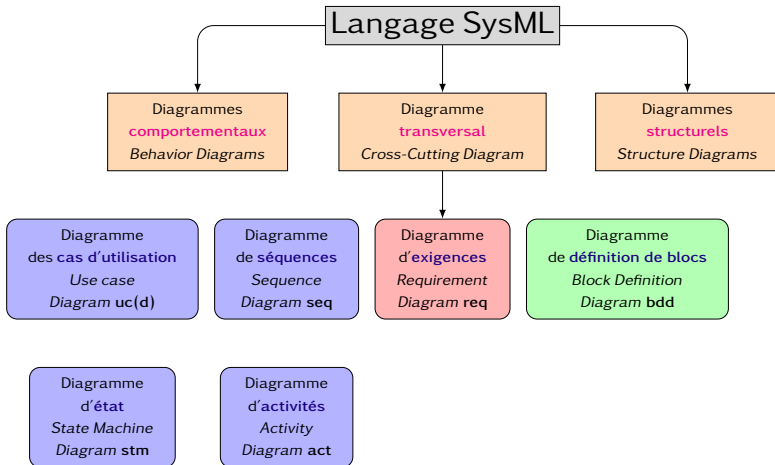 Langage SysML
Diagrammes
comportementaux
Behavior Diagrams
Diagramme
transversal
Cross-Cutting Diagram
Diagrammes
structurels
Structure Diagrams
Diagramme
des cas d'utilisation
Use case
Diagram uc(d)
Diagramme
de séquences
Sequence
Diagram seq
Diagramme
d'exigences
Requirement
Diagram req
Diagramme
de définition de blocs
Block Definition
Diagram bdd
Diagramme
d'état
State Machine
Diagram stm
Diagramme
d'activités
Activity
Diagram act